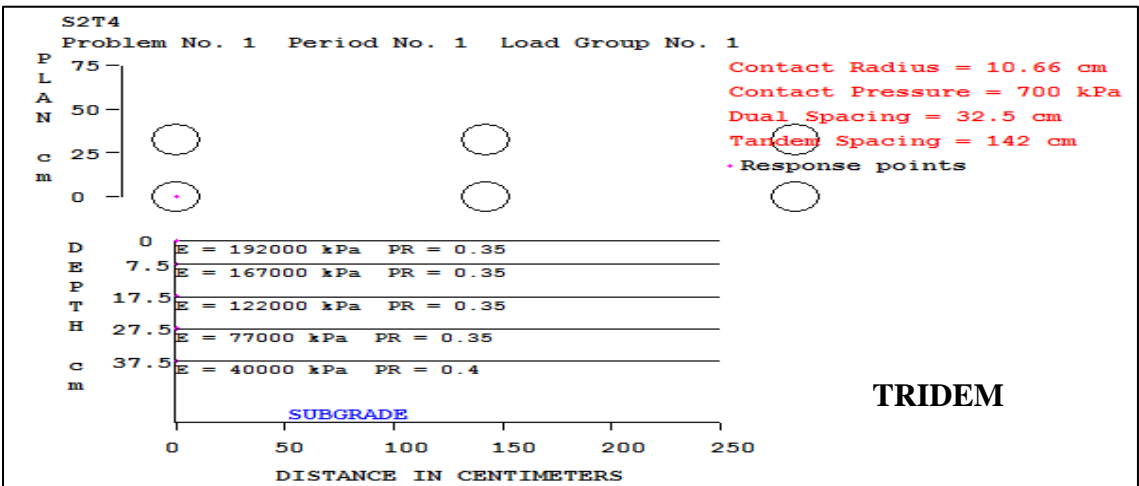 S2T4
Problem No. 1 Period No. 1 Load Group No. 1
PLAN cm
75
50
25
0
Contact Radius = 10.66 cm
Contact Pressure = 700 kPa
Dual Spacing = 32.5 cm
Tandem Spacing = 142 cm
Response points
DEPTH cm
0
E = 192000 kPa PR = 0.35
7.5
E = 167000 kPa PR = 0.35
17.5
E = 122000 kPa PR = 0.35
27.5
E = 77000 kPa PR = 0.35
37.5
E = 40000 kPa PR = 0.4
TRIDEM
SUBGRADE
0 50 100 150 200 250
DISTANCE IN CENTIMETERS